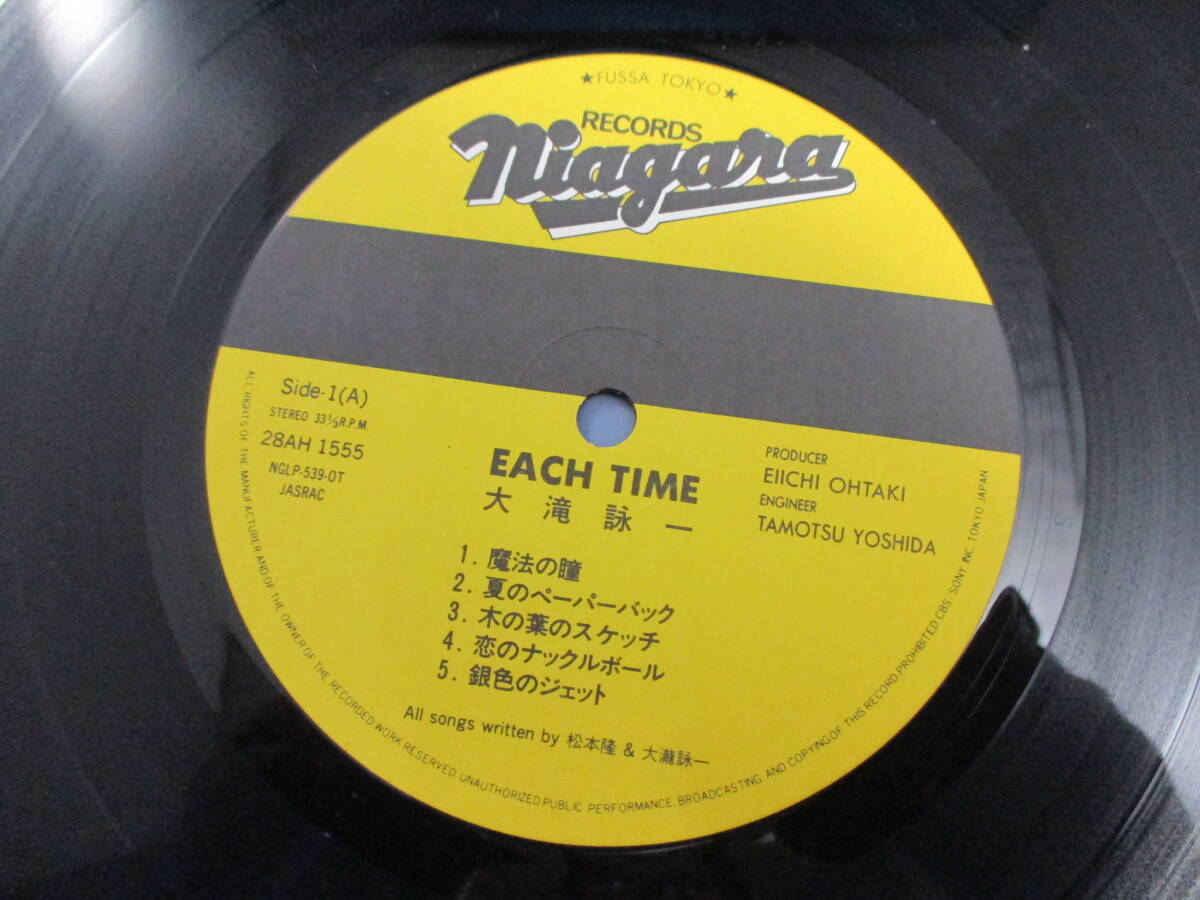 ★FUSSA TOKYO★
RECORDS
Niagara
Side-1(A)
STEREO 33⅓R.P.M.
28AH 1555
NGLP-539-OT
JASRAC
EACH TIME
大滝詠一
PRODUCER
EIICHI OHTAKI
ENGINEER
TAMOTSU YOSHIDA
1. 魔法の瞳
2. 夏のペーパーバック
3. 木の葉のスケッチ
4. 恋のナックルボール
5. 銀色のジェット
All songs written by 松本隆 & 大瀧詠一
ALL RIGHTS OF THE MANUFACTURER AND OF THE OWNER OF THE RECORDED WORK RESERVED. UNAUTHORIZED PUBLIC PERFORMANCE. BROADCASTING AND COPYING OF THIS RECORD PROHIBITED CBS. SONY INC. TOKYO JAPAN